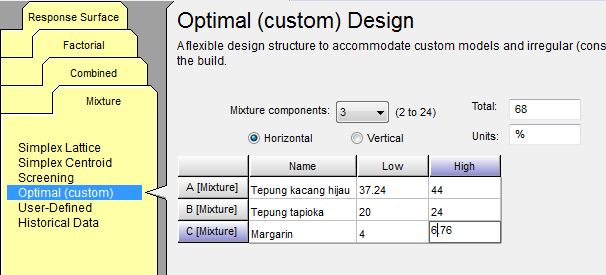 Response Surface
Factorial
Combined
Mixture
Simplex Lattice
Simplex Centroid
Screening
Optimal (custom)
User-Defined
Historical Data
Optimal (custom) Design
A flexible design structure to accommodate custom models and irregular (cons
the build.
Mixture components: 3 (2 to 24) Total: 68
Horizontal Vertical Units: %
Name Low High
A [Mixture] Tepung kacang hijau 37.24 44
B [Mixture] Tepung tapioka 20 24
C [Mixture] Margarin 4 6.76